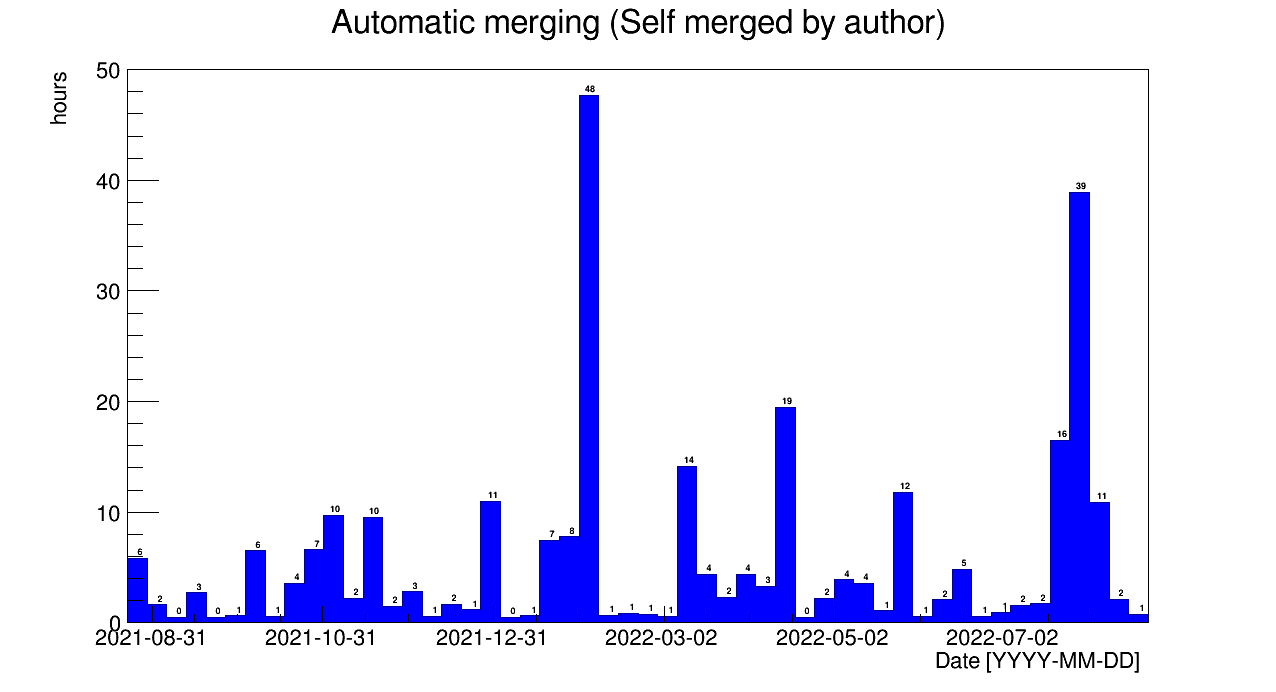 Automatic merging (Self merged by author)
hours
50
40
30
20
10
0
6 2 0 3 0 1 6 1 4 7 10 2 10 2 3 1 2 1 11 0 1 7 8 48 1 1 1 1 14 4 2 4 3 19 0 2 4 4 1 12 1 2 5 1 1 2 2 16 39 11 2 1
2021-08-31 2021-10-31 2021-12-31 2022-03-02 2022-05-02 2022-07-02
Date [YYYY-MM-DD]